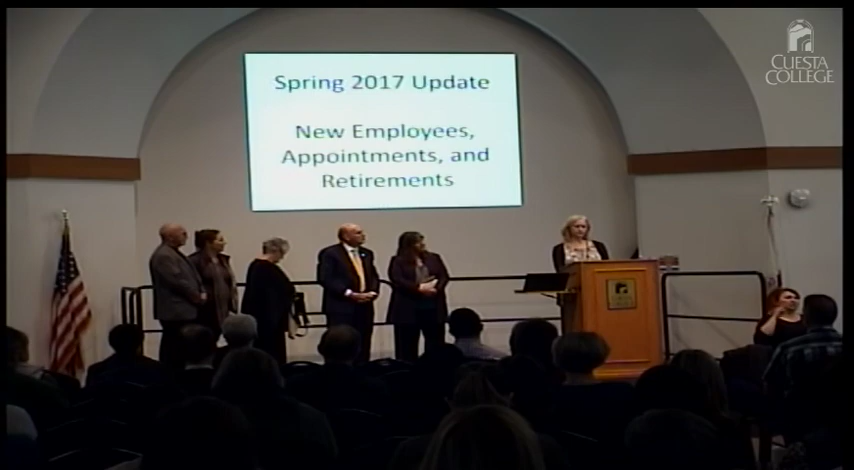 Spring 2017 Update
New Employees,
Appointments, and
Retirements
CUESTA
COLLEGE